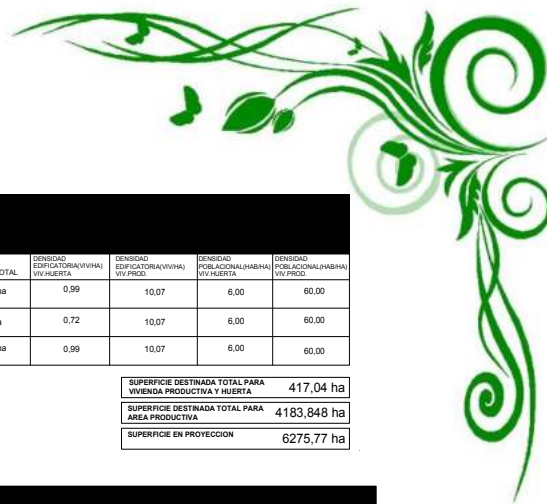 OTAL
DENSIDAD EDIFICATORIA(VIV/HA) VIV.HUERTA
DENSIDAD EDIFICATORIA(VIV/HA) VIV.PROD.
DENSIDAD POBLACIONAL(HAB/HA) VIV.HUERTA
DENSIDAD POBLACIONAL(HAB/HA) VIV.PROD.
na 0,99 10,07 6,00 60,00
a 0,72 10,07 6,00 60,00
na 0,99 10,07 6,00 60,00
SUPERFICIE DESTINADA TOTAL PARA
VIVIENDA PRODUCTIVA Y HUERTA 417,04 ha
SUPERFICIE DESTINADA TOTAL PARA
AREA PRODUCTIVA 4183,848 ha
SUPERFICIE EN PROYECCION 6275,77 ha